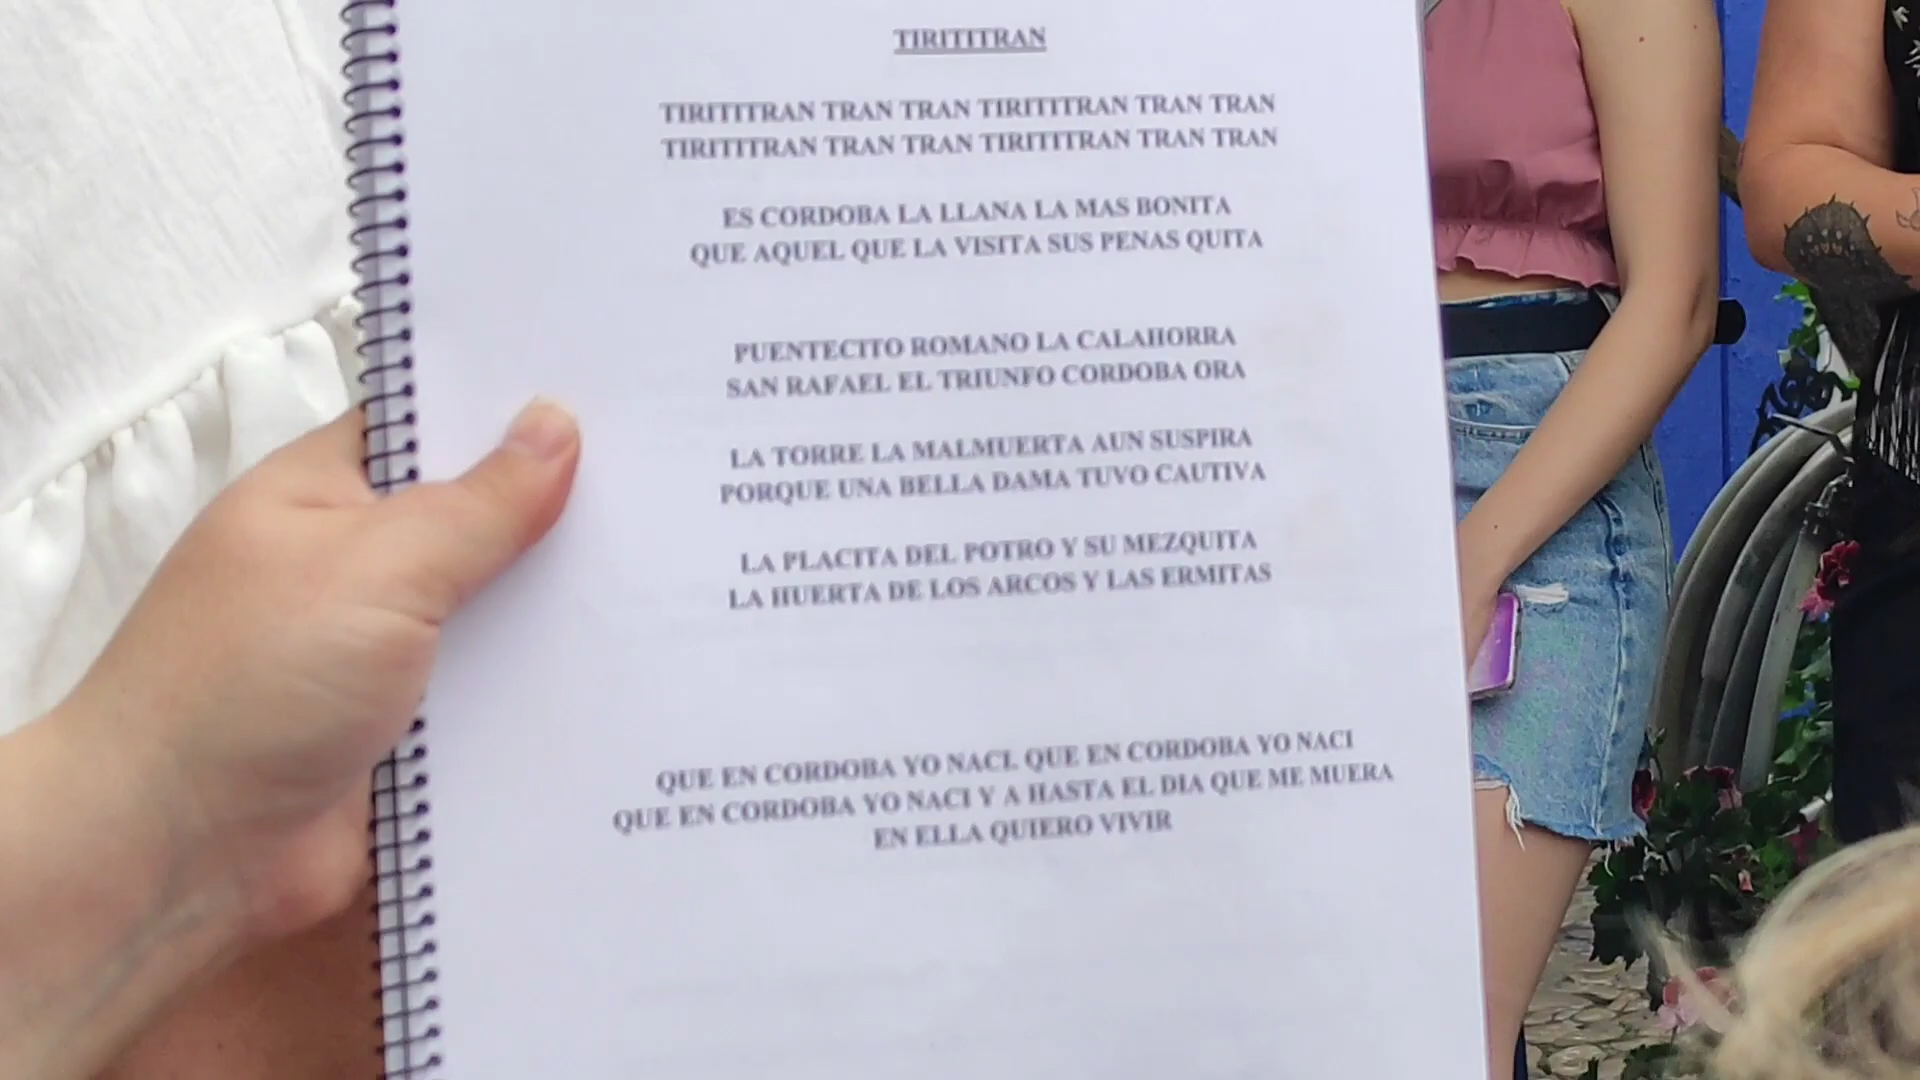 TIRITITRAN
TIRITITRAN TRAN TRAN TIRITITRAN TRAN TRAN
TIRITITRAN TRAN TRAN TIRITITRAN TRAN TRAN
ES CORDOBA LA LLANA LA MAS BONITA
QUE AQUEL QUE LA VISITA SUS PENAS QUITA
PUENTECITO ROMANO LA CALAHORRA
SAN RAFAEL EL TRIUNFO CORDOBA ORA
LA TORRE LA MALMUERTA AUN SUSPIRA
PORQUE UNA BELLA DAMA TUVO CAUTIVA
LA PLACITA DEL POTRO Y SU MEZQUITA
LA HUERTA DE LOS ARCOS Y LAS ERMITAS
QUE EN CORDOBA YO NACI. QUE EN CORDOBA YO NACI
QUE EN CORDOBA YO NACI Y A HASTA EL DIA QUE ME MUERA
EN ELLA QUIERO VIVIR